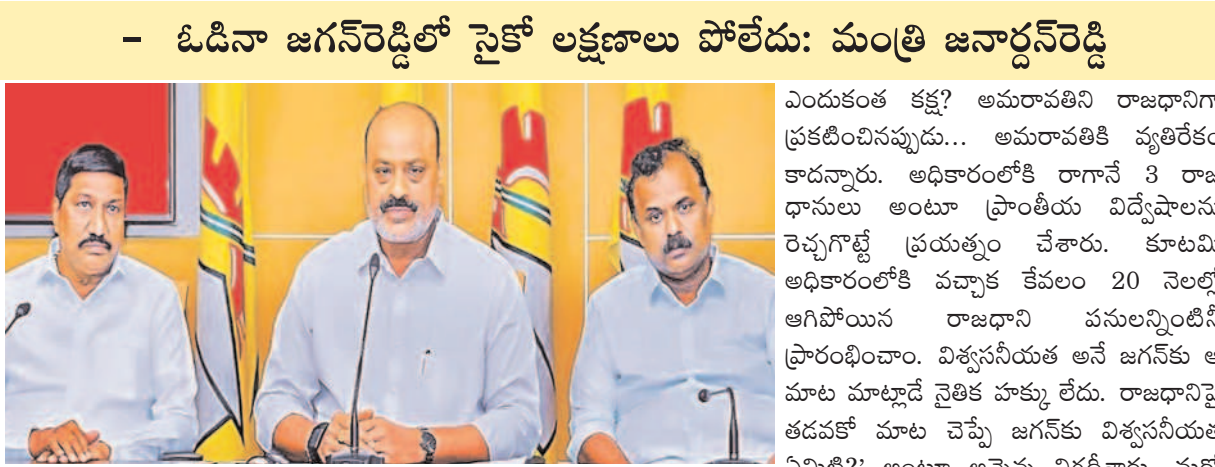 - ఓడినా జగన్‌రెడ్డిలో సైకో లక్షణాలు పోలేదు: మంత్రి జనార్దన్‌రెడ్డి
ఎందుకంత కక్ష? అమరావతిని రాజధానిగా
ప్రకటించినప్పుడు... అమరావతికి వ్యతిరేకం
కాదన్నారు. అధికారంలోకి రాగానే 3 రాజ
ధానులు అంటూ ప్రాంతీయ విద్వేషాలను
రెచ్చగొట్టే ప్రయత్నం చేశారు. కూటమి
అధికారంలోకి వచ్చాక కేవలం 20 నెలల్లో
ఆగిపోయిన రాజధాని పనులన్నింటినీ
ప్రారంభించాం. విశ్వసనీయత అనే జగన్‌కు ఆ
మాట మాట్లాడే నైతిక హక్కు లేదు. రాజధానిపై
తడవకో మాట చెప్పే జగన్‌కు విశ్వసనీయత